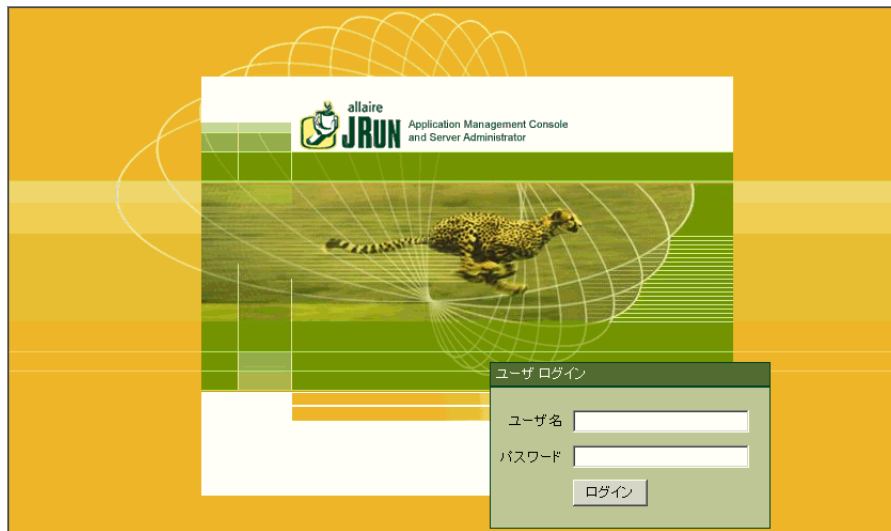 allaire
JRUN
Application Management Console
and Server Administrator
ユーザ ログイン
ユーザ名
パスワード
ログイン